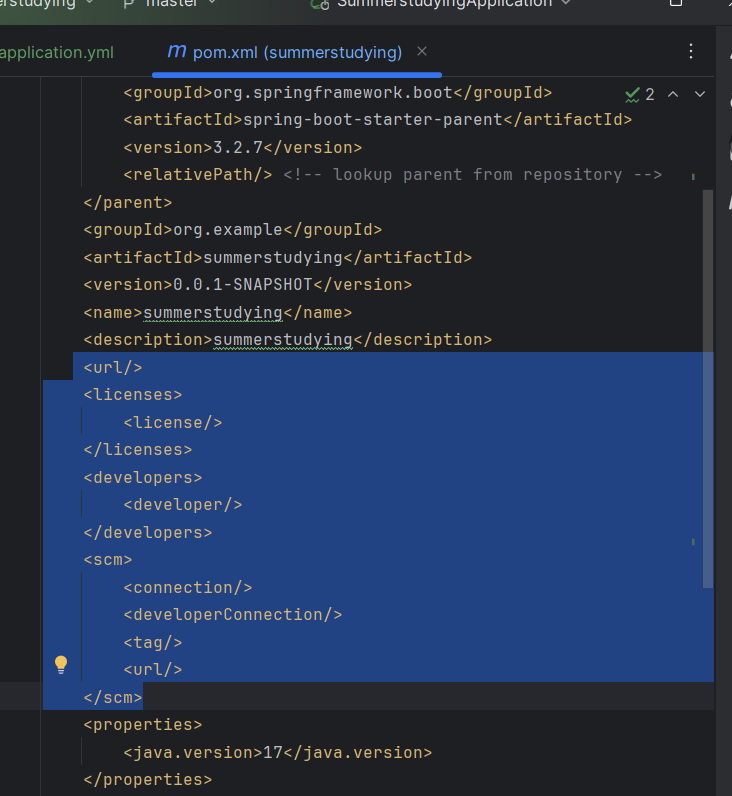 erstudying master SummerstudyingApplication
application.yml pom.xml (summerstudying)
<groupId>org.springframework.boot</groupId> 2
<artifactId>spring-boot-starter-parent</artifactId>
<version>3.2.7</version>
<relativePath/> <!-- lookup parent from repository -->
</parent>
<groupId>org.example</groupId>
<artifactId>summerstudying</artifactId>
<version>0.0.1-SNAPSHOT</version>
<name>summerstudying</name>
<description>summerstudying</description>
<url/>
<licenses>
<license/>
</licenses>
<developers>
<developer/>
</developers>
<scm>
<connection/>
<developerConnection/>
<tag/>
<url/>
</scm>
<properties>
<java.version>17</java.version>
</properties>